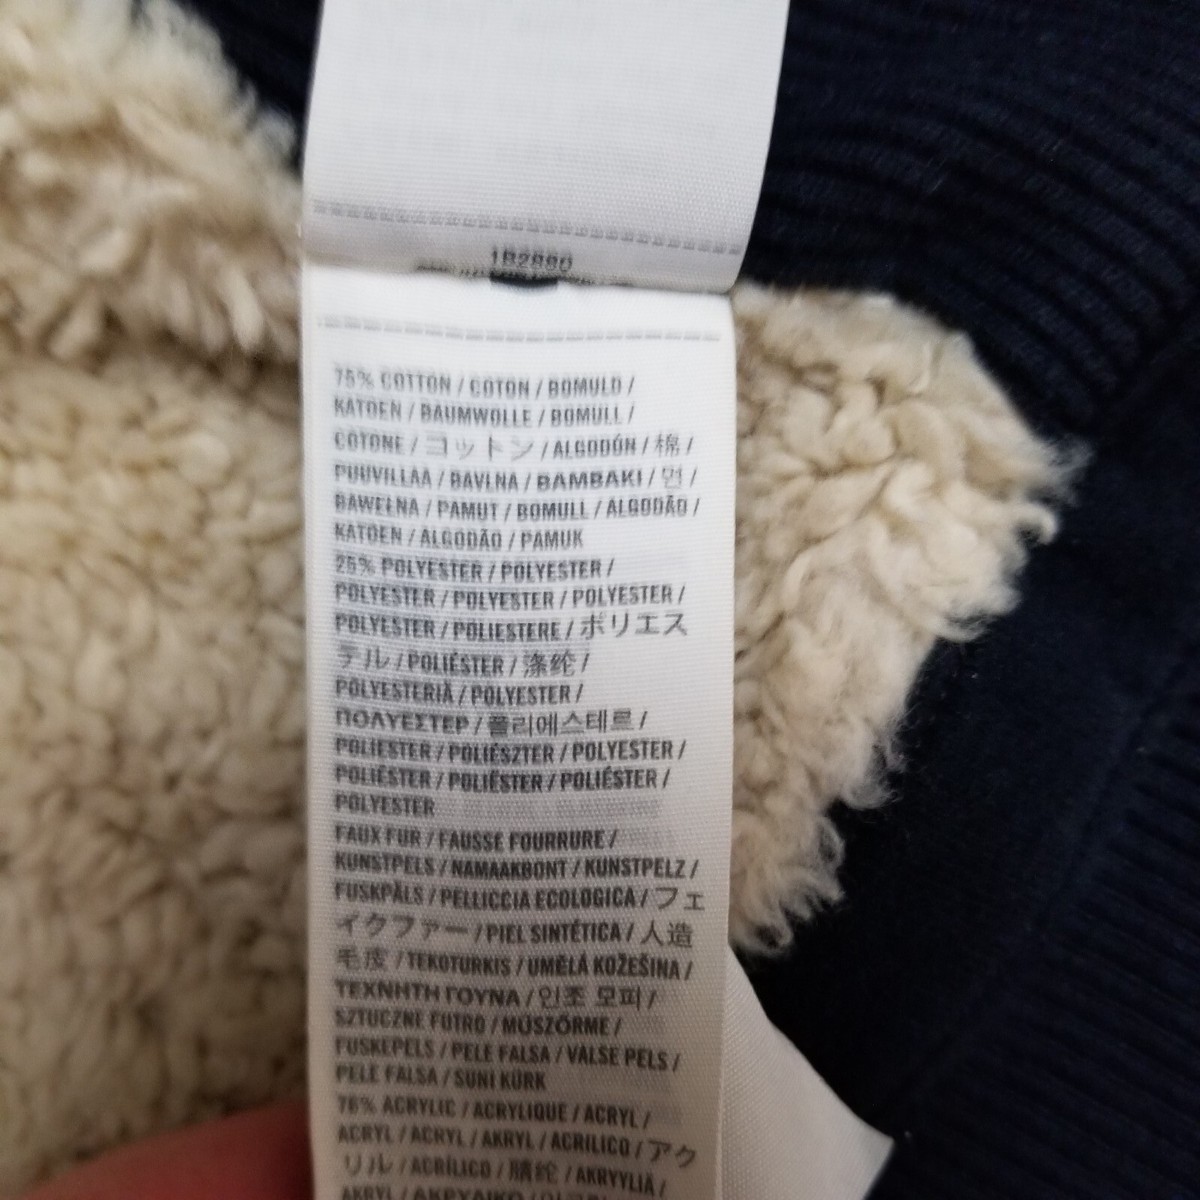 1B2880
75% COTTON / COTON / BOMULD /
KATOEN / BAUMWOLLE / BOMULL /
COTONE / コットン / ALGODÓN / 棉 /
PUUVILLAA / BAVLNA / BAMBAKI / 면 /
BAWEŁNA / PAMUT / BOMULL / ALGODÃO /
KATOEN / ALGODÃO / PAMUK
25% POLYESTER / POLYESTER /
POLYESTER / POLYESTER / POLYESTER /
POLYESTER / POLIESTERE / ポリエス
テル / POLIÉSTER / 涤纶 /
POLYESTERIÄ / POLYESTER /
ΠΟΛΥΕΣΤΕΡ / 폴리에스테르 /
POLIESTER / POLIÉSZTER / POLYESTER /
POLIÉSTER / POLIËSTER / POLIÉSTER /
POLYESTER
FAUX FUR / FAUSSE FOURRURE /
KUNSTPELS / NAMAAKBONT / KUNSTPELZ /
FUSKPÄLS / PELLICCIA ECOLOGICA / フェ
イクファー / PIEL SINTÉTICA / 人造
毛皮 / TEKOTURKIS / UMĚLÁ KOŽEŠINA /
ΤΕΧΝΗΤΗ ΓΟΥΝΑ / 인조 모피 /
SZTUCZNE FUTRO / MŰSZŐRME /
FUSKEPELS / PELE FALSA / VALSE PELS /
PELE FALSA / SUNI KÜRK
76% ACRYLIC / ACRYLIQUE / ACRYL /
ACRYL / ACRYL / AKRYL / ACRILICO / アク
リル / ACRÍLICO / 腈纶 / AKRYYLIÄ /
AKRYL / ΑΚΡΥΛΙΚΟ /